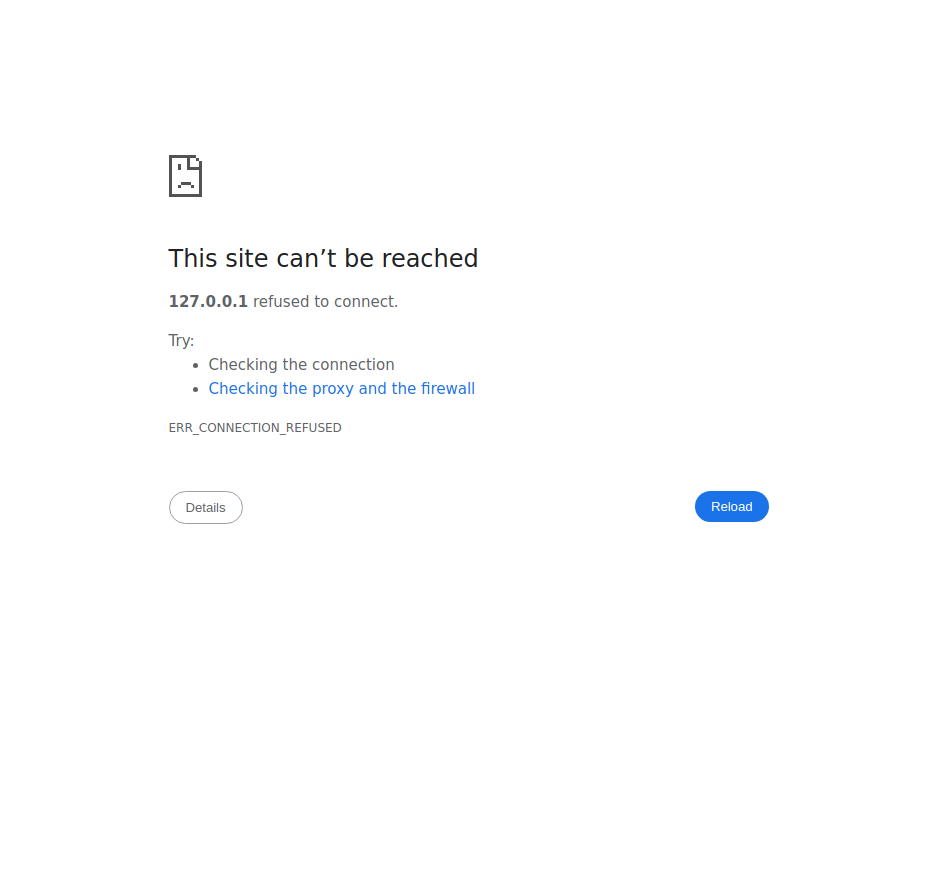 This site can’t be reached
127.0.0.1 refused to connect.
Try:
Checking the connection
Checking the proxy and the firewall
ERR_CONNECTION_REFUSED
Details
Reload